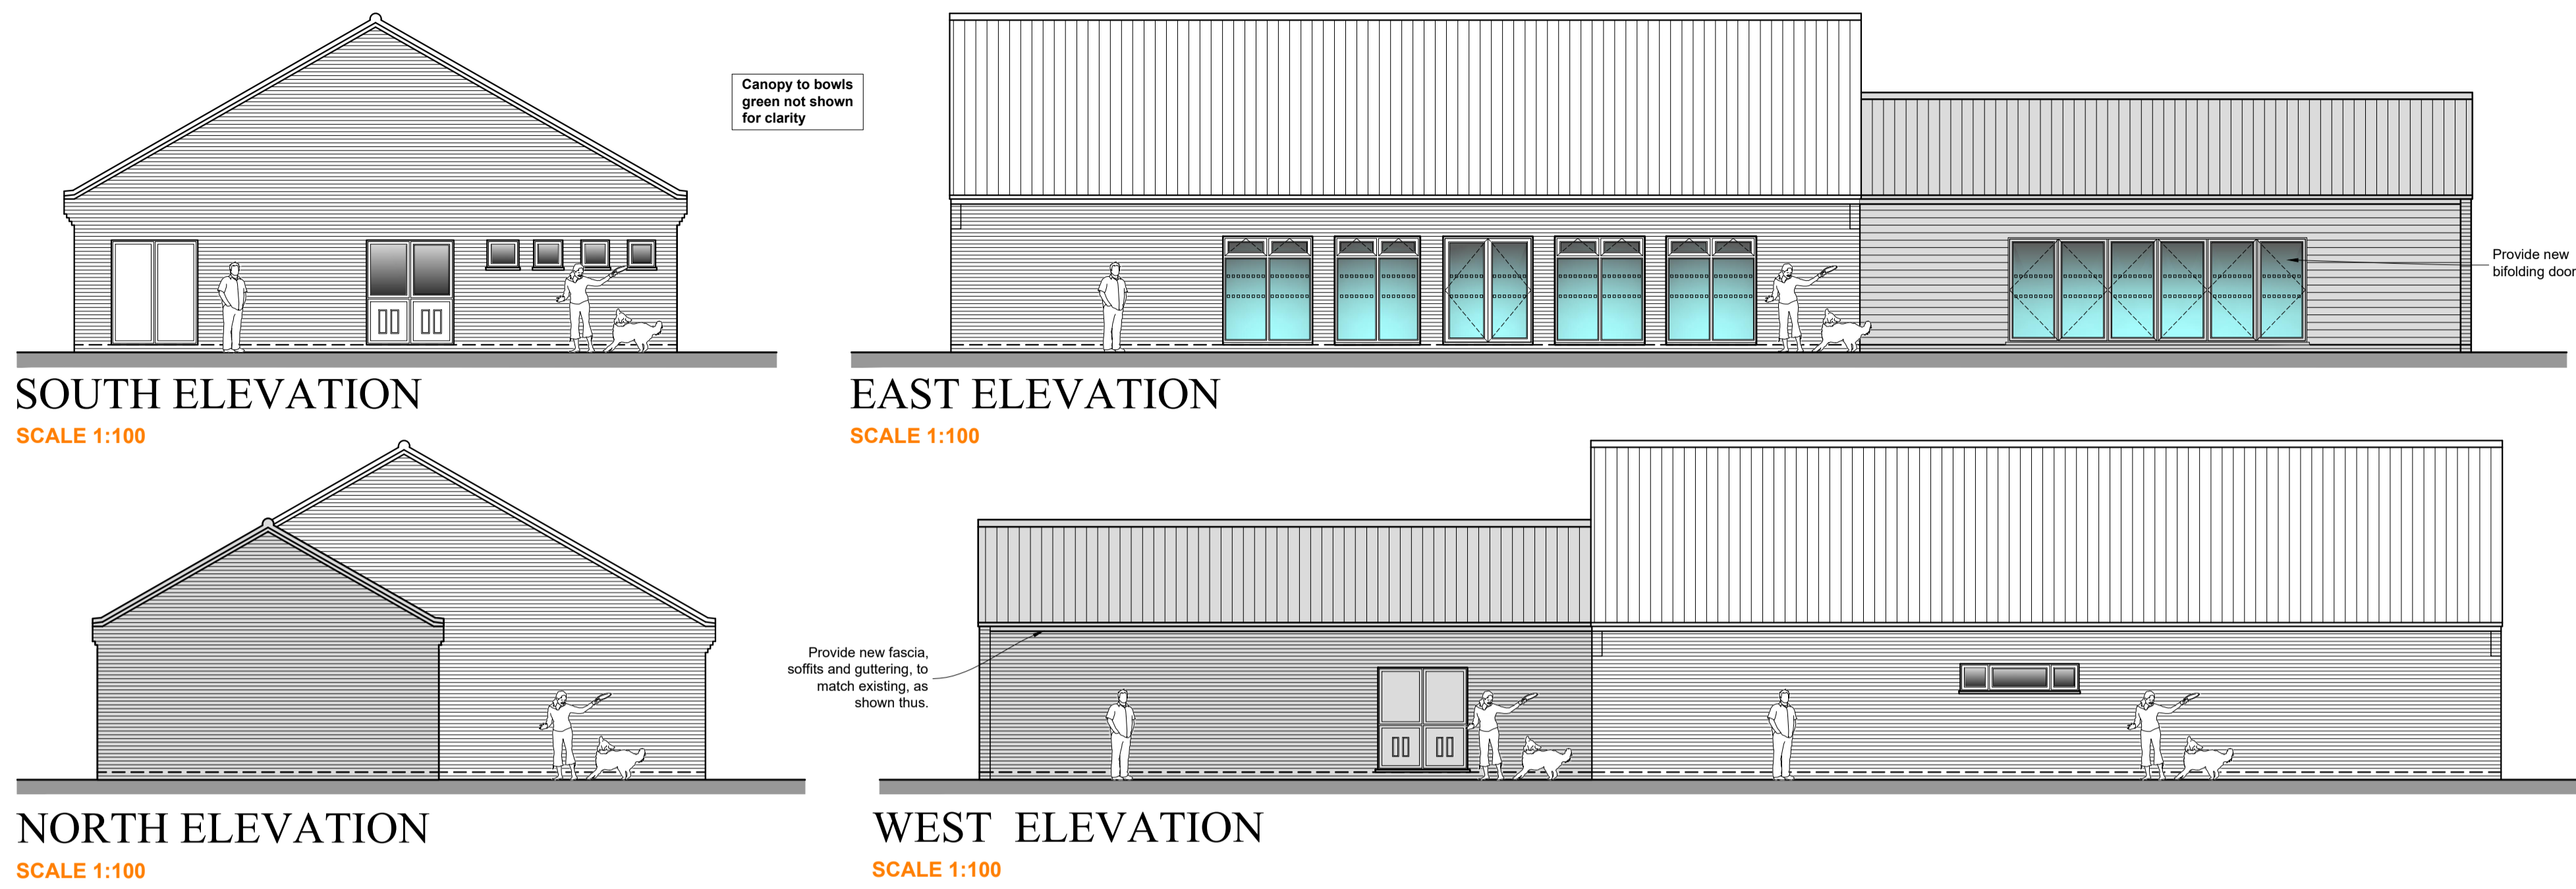 Canopy to bowls
green not shown
for clarity
Provide new
bifolding door
SOUTH ELEVATION
SCALE 1:100
EAST ELEVATION
SCALE 1:100
Provide new fascia,
soffits and guttering, to
match existing, as
shown thus.
NORTH ELEVATION
SCALE 1:100
WEST ELEVATION
SCALE 1:100